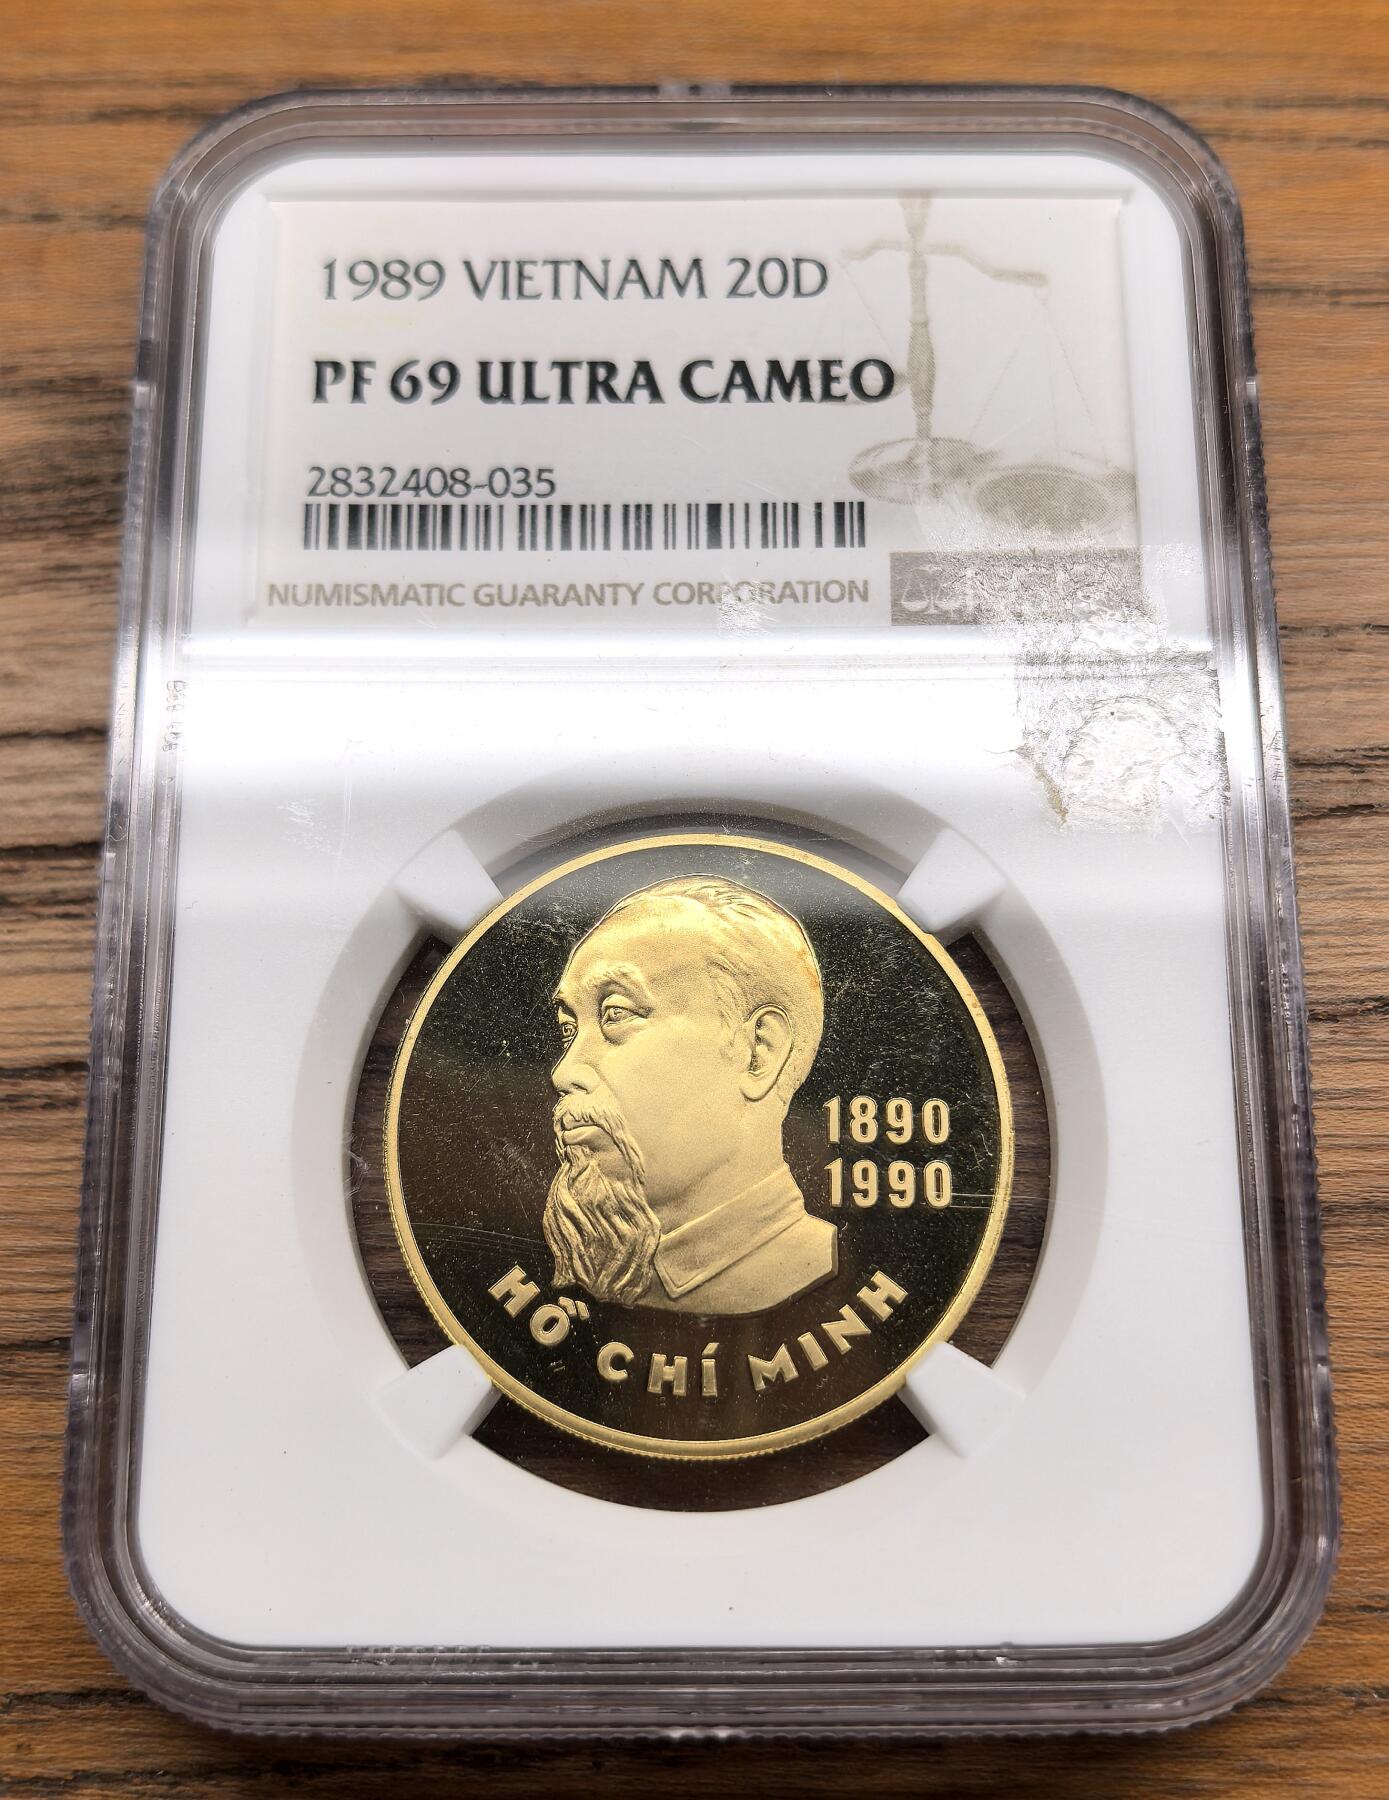 1989 VIETNAM 20D
PF 69 ULTRA CAMEO
2832408-035
NUMISMATIC GUARANTY CORPORATION
1890
1990
HỒ CHÍ MINH